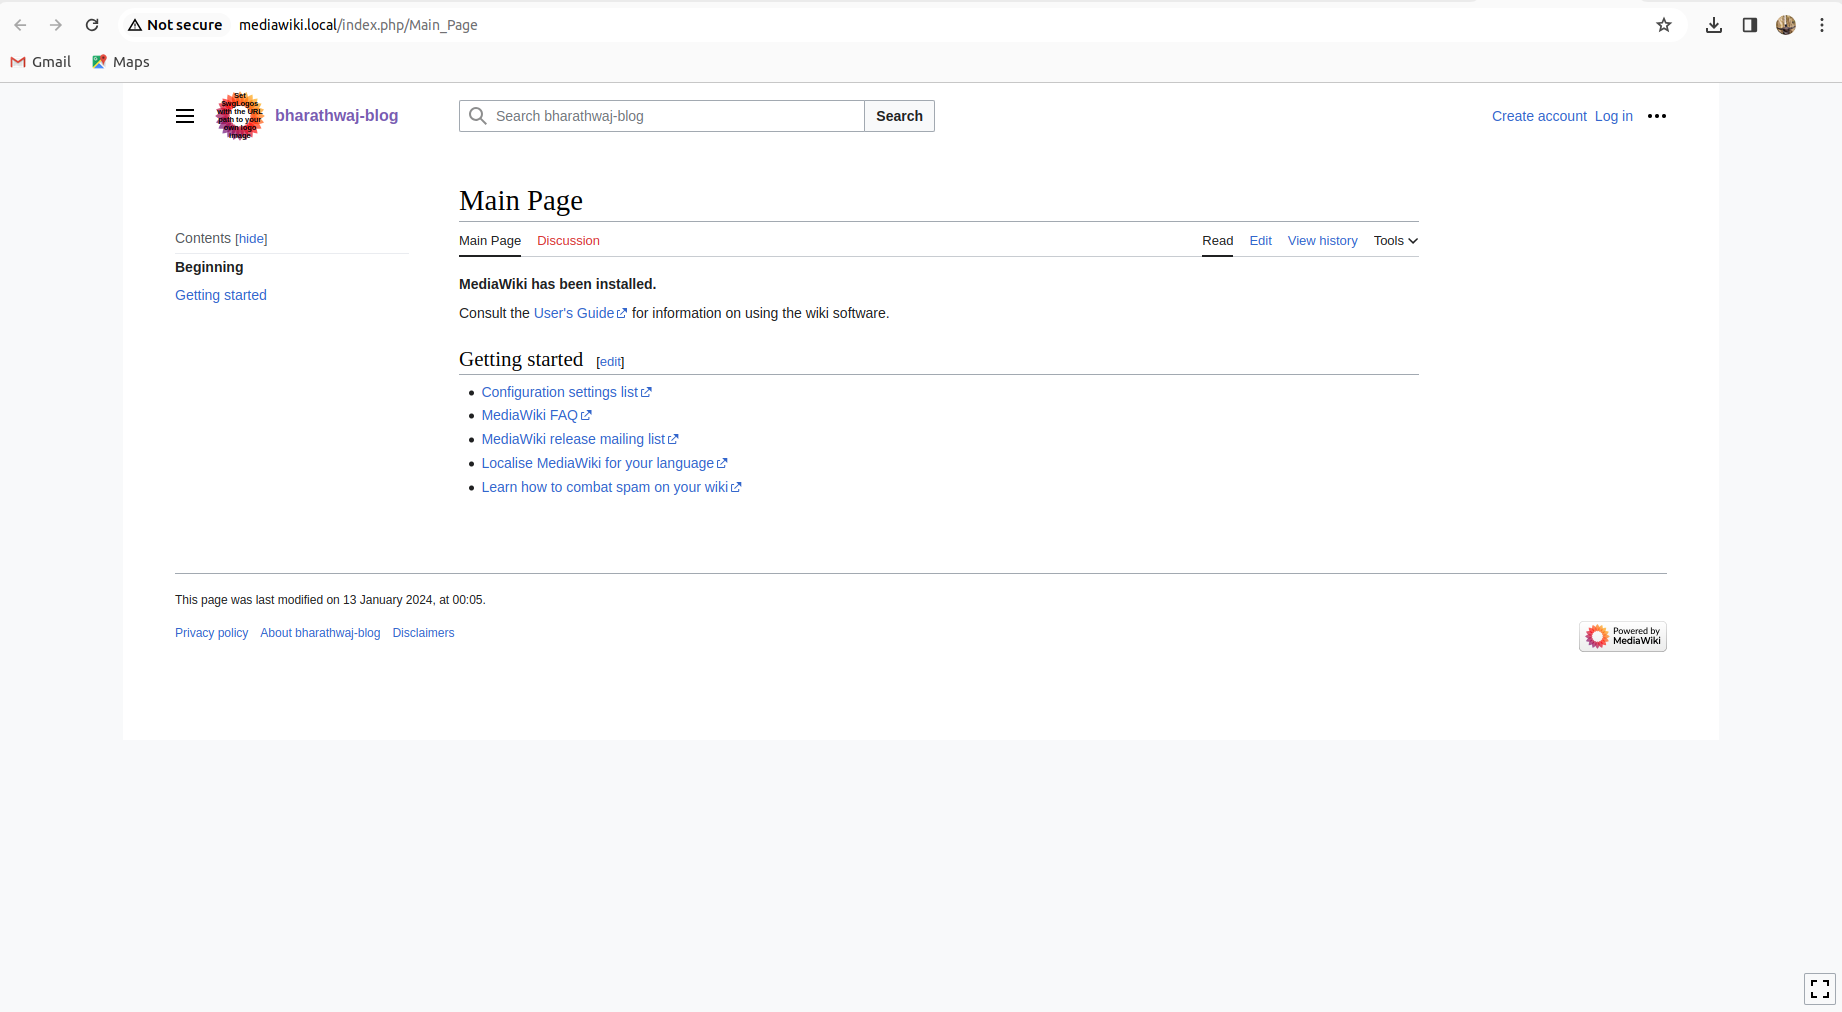 Not secure mediawiki.local/index.php/Main_Page
Gmail Maps
Set
$wgLogos
with the URL
path to your
own logo
image
bharathwaj-blog
Search bharathwaj-blog
Search
Create account Log in
Main Page
Contents [hide]
Beginning
Getting started
Main Page Discussion
Read Edit View history Tools
MediaWiki has been installed.
Consult the User's Guide for information on using the wiki software.
Getting started [edit]
Configuration settings list
MediaWiki FAQ
MediaWiki release mailing list
Localise MediaWiki for your language
Learn how to combat spam on your wiki
This page was last modified on 13 January 2024, at 00:05.
Privacy policy About bharathwaj-blog Disclaimers
Powered by
MediaWiki